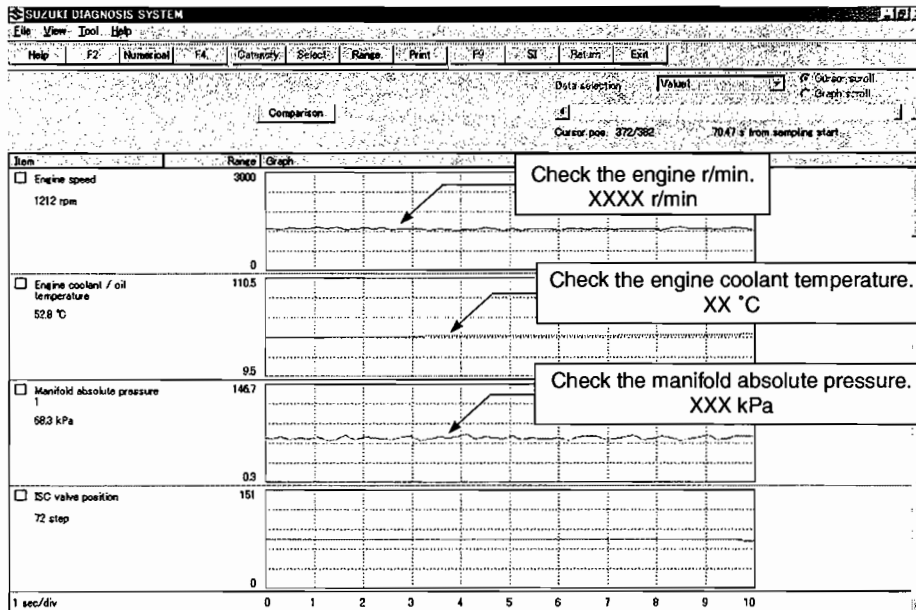 SUZUKI DIAGNOSIS SYSTEM
File View Tool Help
Help F2 Numerical F4 Category Select Range Print F9 SI Return Exit
Data selection Value1 Cursor scroll
Graph scroll
Comparison
Cursor pos. 372/382 70.47 s from sampling start
Item Range Graph
Engine speed 3000
1212 rpm
0
Check the engine r/min.
XXXX r/min
Engine coolant / oil temperature 110.5
52.8 °C
9.5
Check the engine coolant temperature.
XX °C
Manifold absolute pressure 1 146.7
68.3 kPa
0.3
Check the manifold absolute pressure.
XXX kPa
ISC valve position 151
72 step
0
1 sec/div 0 1 2 3 4 5 6 7 8 9 10